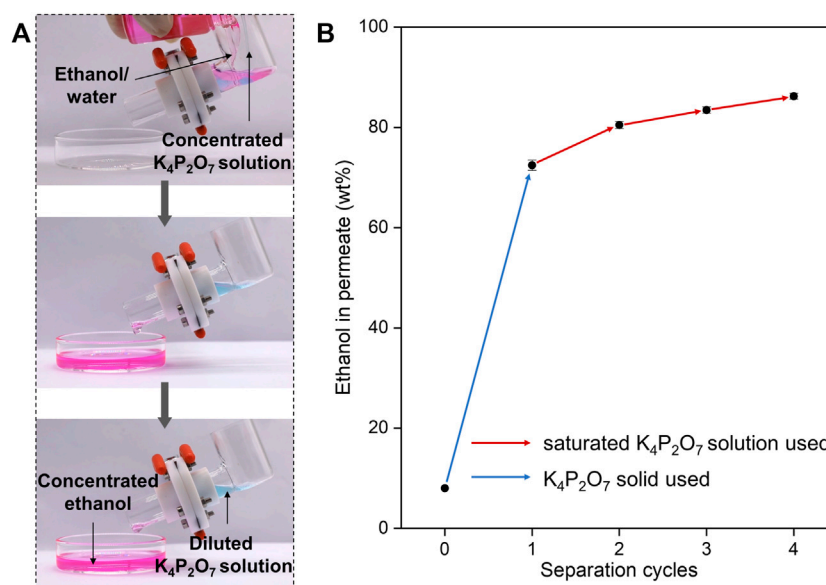 A
Ethanol/
water
Concentrated
K₄P₂O₇ solution
Concentrated
ethanol
Diluted
K₄P₂O₇ solution
B
Ethanol in permeate (wt%)
100
80
60
40
20
0
saturated K₄P₂O₇ solution used
K₄P₂O₇ solid used
0 1 2 3 4
Separation cycles